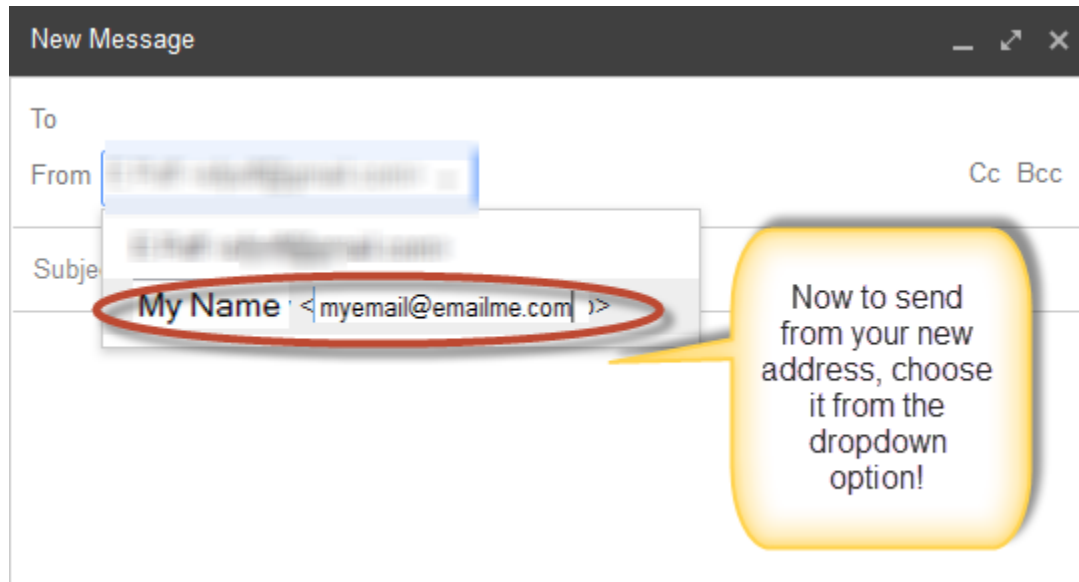 New Message
To
From
Cc Bcc
Subje
My Name < myemail@emailme.com >
Now to send
from your new
address, choose
it from the
dropdown
option!